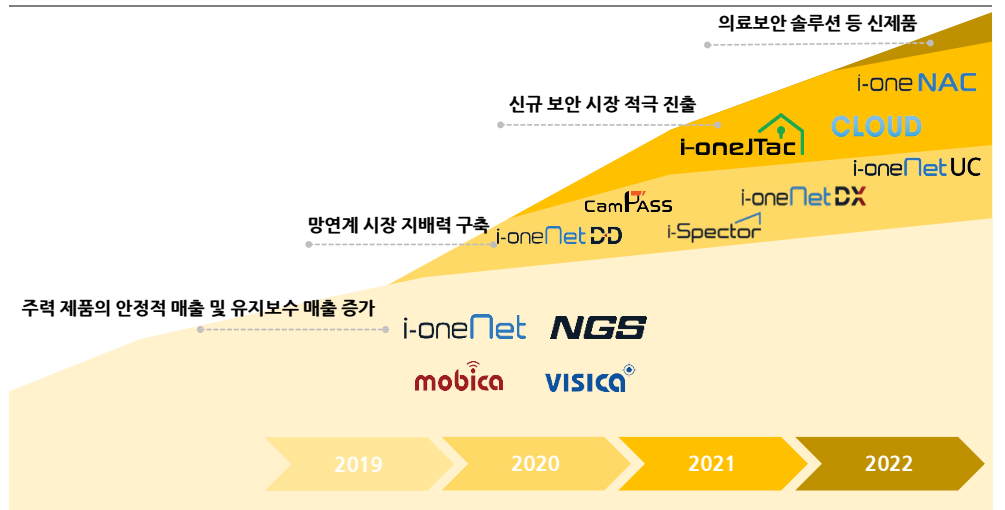 의료보안 솔루션 등 신제품
i-one NAC
신규 보안 시장 적극 진출
i-oneJTac
CLOUD
i-oneNet UC
CamPASS
i-oneNet DX
망연계 시장 지배력 구축
i-oneNet DD
i-Spector
주력 제품의 안정적 매출 및 유지보수 매출 증가
i-oneNet
NGS
mobica
VISICa
2019
2020
2021
2022